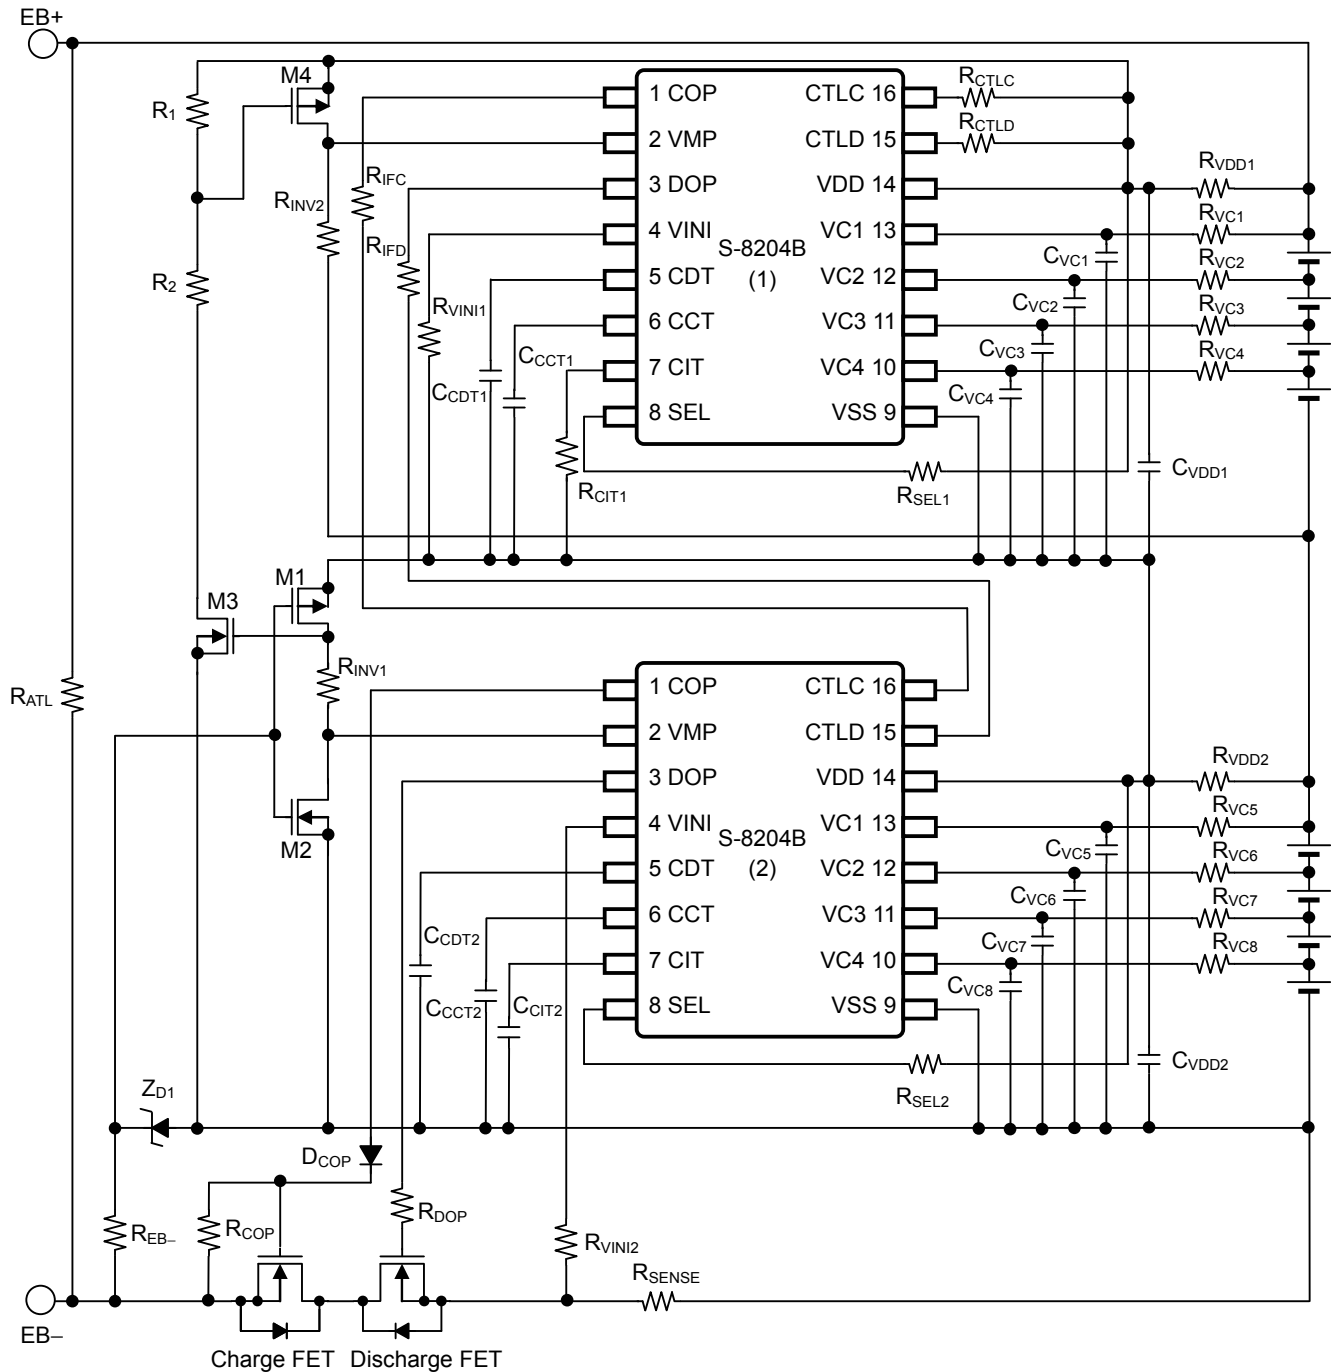 EB+
M4
R1
RIFC
RINV2
RIFD
R2
RVINI1
CCCT1
CCDT1
RCIT1
1 COP
2 VMP
3 DOP
4 VINI
5 CDT
6 CCT
7 CIT
8 SEL
S-8204B
(1)
CTLC 16
CTLD 15
VDD 14
VC1 13
VC2 12
VC3 11
VC4 10
VSS 9
RCTLC
RCTLD
RVDD1
RVC1
RVC2
RVC3
RVC4
CVC1
CVC2
CVC3
CVC4
RSEL1
CVDD1
M1
M3
RINV1
RATL
M2
1 COP
2 VMP
3 DOP
4 VINI
5 CDT
6 CCT
7 CIT
8 SEL
S-8204B
(2)
CTLC 16
CTLD 15
VDD 14
VC1 13
VC2 12
VC3 11
VC4 10
VSS 9
RVDD2
RVC5
RVC6
RVC7
RVC8
CVC5
CVC6
CVC7
CVC8
CCDT2
CCCT2
CCIT2
RSEL2
CVDD2
ZD1
DCOP
REB−
RCOP
RDOP
RVINI2
RSENSE
EB−
Charge FET
Discharge FET